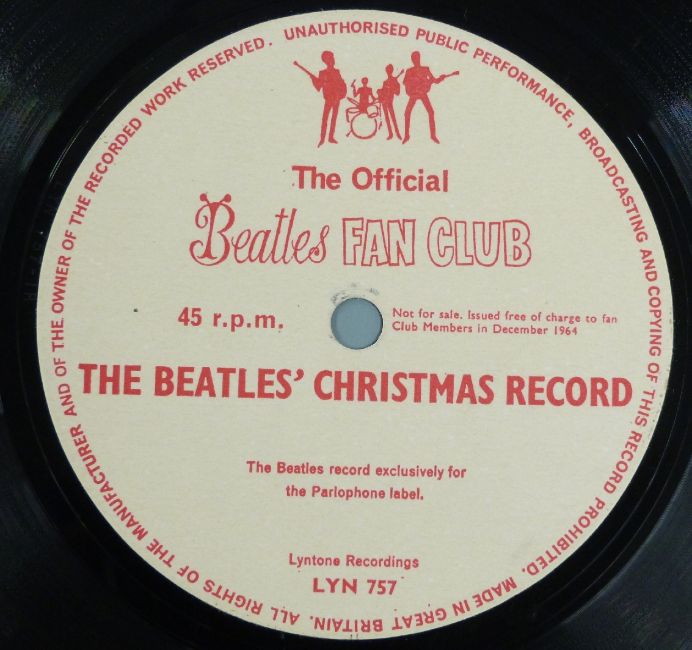 ALL RIGHTS OF THE MANUFACTURER AND OF THE OWNER OF THE RECORDED WORK RESERVED. UNAUTHORISED PUBLIC PERFORMANCE, BROADCASTING AND COPYING OF THIS RECORD PROHIBITED. MADE IN GREAT BRITAIN.
The Official
Beatles FAN CLUB
45 r.p.m.
Not for sale. Issued free of charge to fan
Club Members in December 1964
THE BEATLES' CHRISTMAS RECORD
The Beatles record exclusively for
the Parlophone label.
Lyntone Recordings
LYN 757